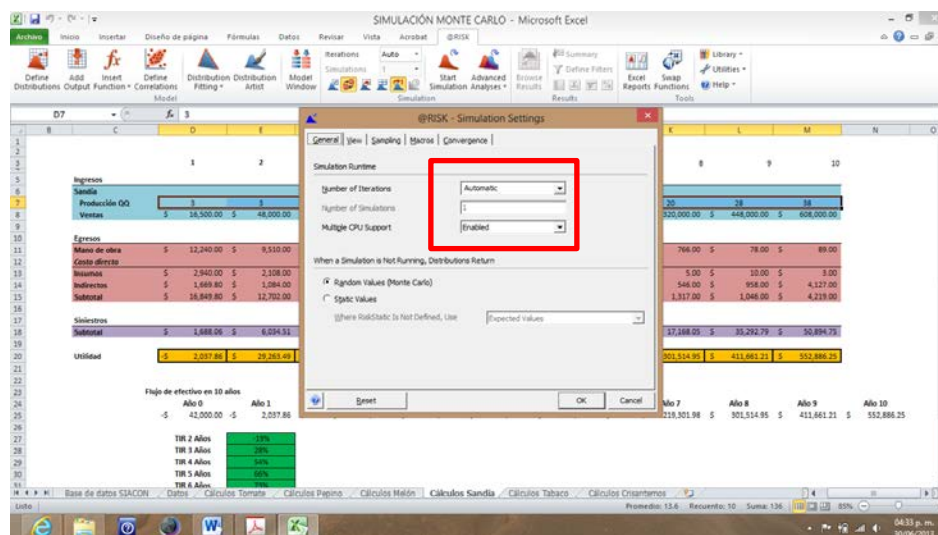 SIMULACIÓN MONTE CARLO - Microsoft Excel
Archivo Inicio Insertar Diseño de página Fórmulas Datos Revisar Vista Acrobat @RISK
Define Distributions Add Output Insert Function Define Correlations Distribution Fitting Distribution Artist Model Window
Iterations Auto
Simulations 1
Start Simulation Advanced Analyses Browse Results
Summary
Define Filters
Excel Reports Swap Functions
Library
Utilities
Help
Model Simulation Results Tools
D7 fx 3
B C D E K L M N O
1 2 8 9 10
Ingresos
Sandía
Producción QQ 3 3 20 28 38
Ventas $ 16,500.00 $ 48,000.00 320,000.00 $ 448,000.00 $ 608,000.00
Egresos
Mano de obra $ 12,240.00 $ 9,510.00 766.00 $ 78.00 $ 89.00
Costo directo
Insumos $ 2,940.00 $ 2,108.00 5.00 $ 10.00 $ 3.00
Indirectos $ 1,669.80 $ 1,084.00 546.00 $ 958.00 $ 4,127.00
Subtotal $ 16,849.80 $ 12,702.00 1,317.00 $ 1,046.00 $ 4,219.00
Siniestros
Subtotal $ 1,688.06 $ 6,034.51 17,168.05 $ 35,292.79 $ 50,894.75
Utilidad -$ 2,037.86 $ 29,263.49 301,514.95 $ 411,661.21 $ 552,886.25
Flujo de efectivo en 10 años
Año 0 Año 1 Año 7 Año 8 Año 9 Año 10
-$ 42,000.00 -$ 2,037.86 219,301.98 $ 301,514.95 $ 411,661.21 $ 552,886.25
TIR 2 Años -19%
TIR 3 Años 28%
TIR 4 Años 54%
TIR 5 Años 66%
TIR 6 Años 73%
@RISK - Simulation Settings
General View Sampling Macros Convergence
Simulation Runtime
Number of Iterations Automatic
Number of Simulations 1
Multiple CPU Support Enabled
When a Simulation is Not Running, Distributions Return
Random Values (Monte Carlo)
Static Values
Where RiskStatic Is Not Defined, Use Expected Values
Reset OK Cancel
Base de datos SIACON Datos Cálculos Tomate Cálculos Pepino Cálculos Melón Cálculos Sandía Cálculos Tabaco Cálculos Crisantemos
Listo Promedio: 13.6 Recuento: 10 Suma: 136 85%
04:33 p. m.
30/06/2013